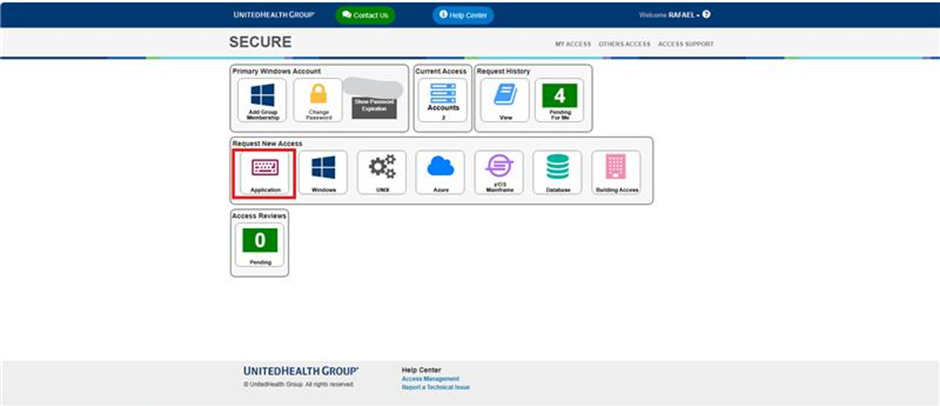 UNITEDHEALTH GROUP®
Contact Us
Help Center
Welcome RAFAEL
SECURE
MY ACCESS OTHERS ACCESS ACCESS SUPPORT
Primary Windows Account
Add Group
Membership
Change
Password
Show Password
Expiration
Current Access
Accounts
2
Request History
View
4
Pending
For Me
Request New Access
Application
Windows
UNIX
Azure
z/OS
Mainframe
Database
Building Access
Access Reviews
0
Pending
UNITEDHEALTH GROUP®
© UnitedHealth Group. All rights reserved.
Help Center
Access Management
Report a Technical Issue